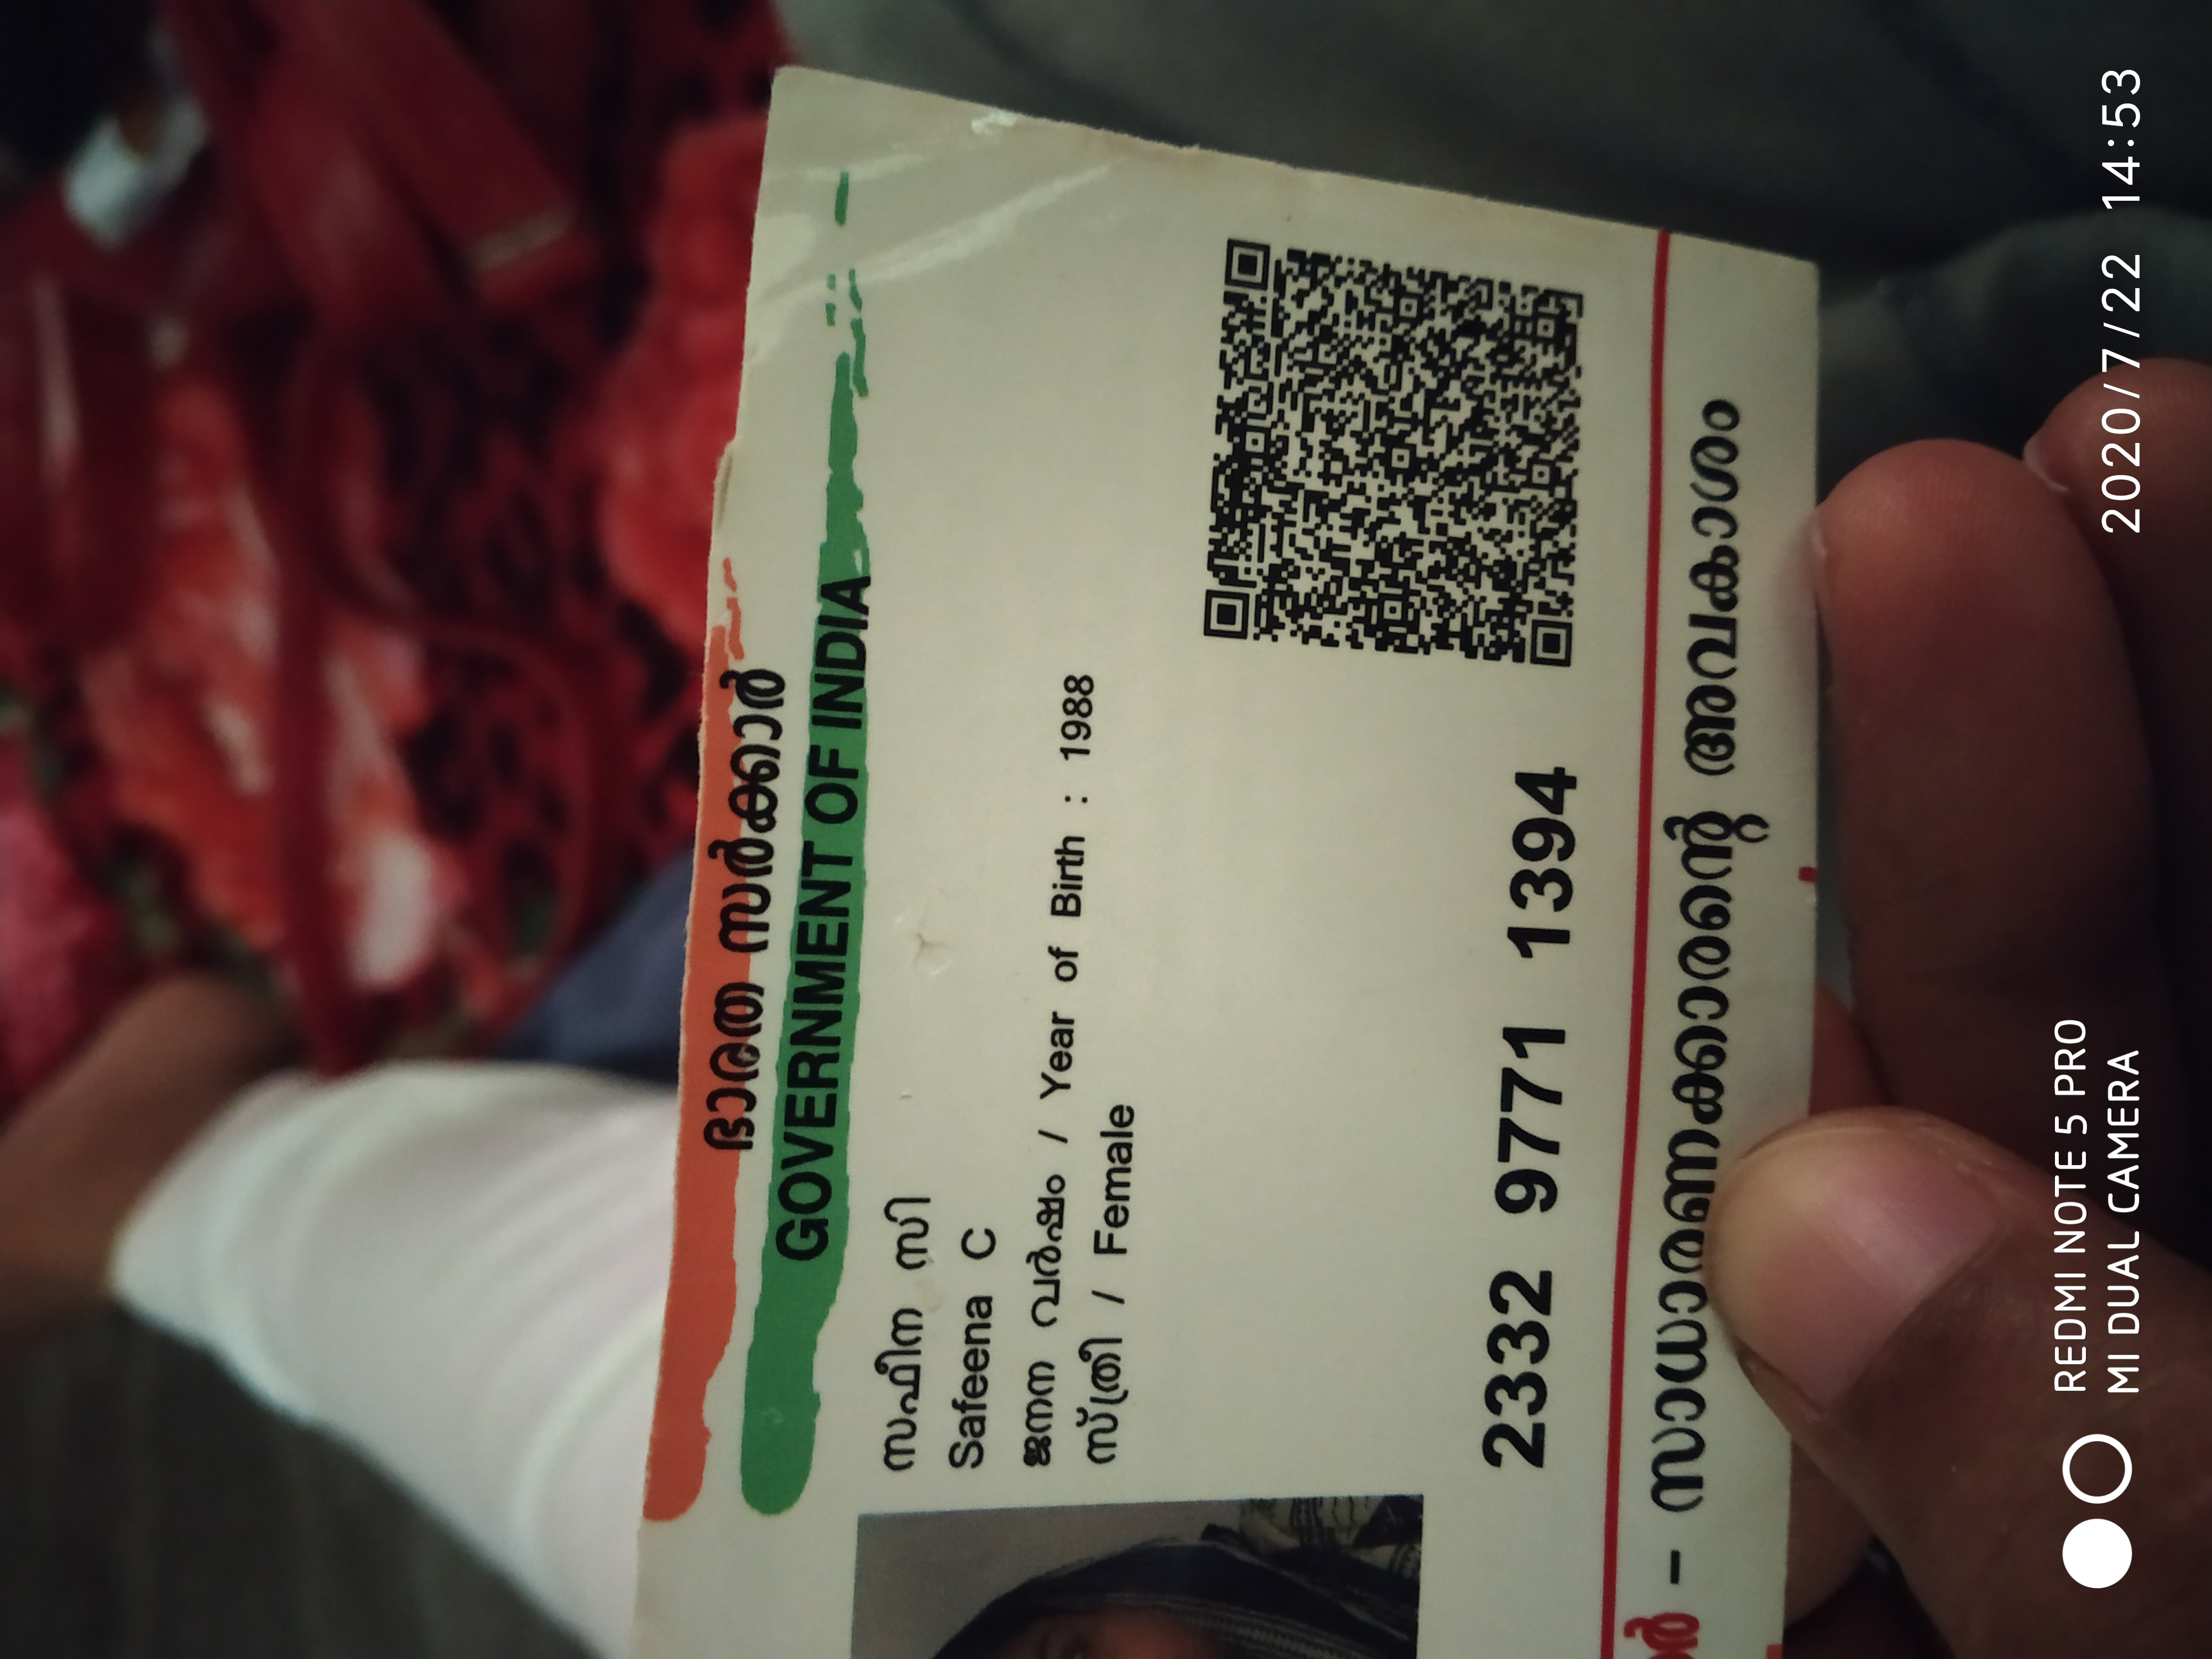 ഭാരത സർക്കാർ
GOVERNMENT OF INDIA
സഫീന സി
Safeena C
ജനന വർഷം / Year of Birth : 1988
സ്ത്രീ / Female
2332 9771 1394
- സാധാരണക്കാരന്റെ അവകാശം
REDMI NOTE 5 PRO
MI DUAL CAMERA
2020/7/22 14:53